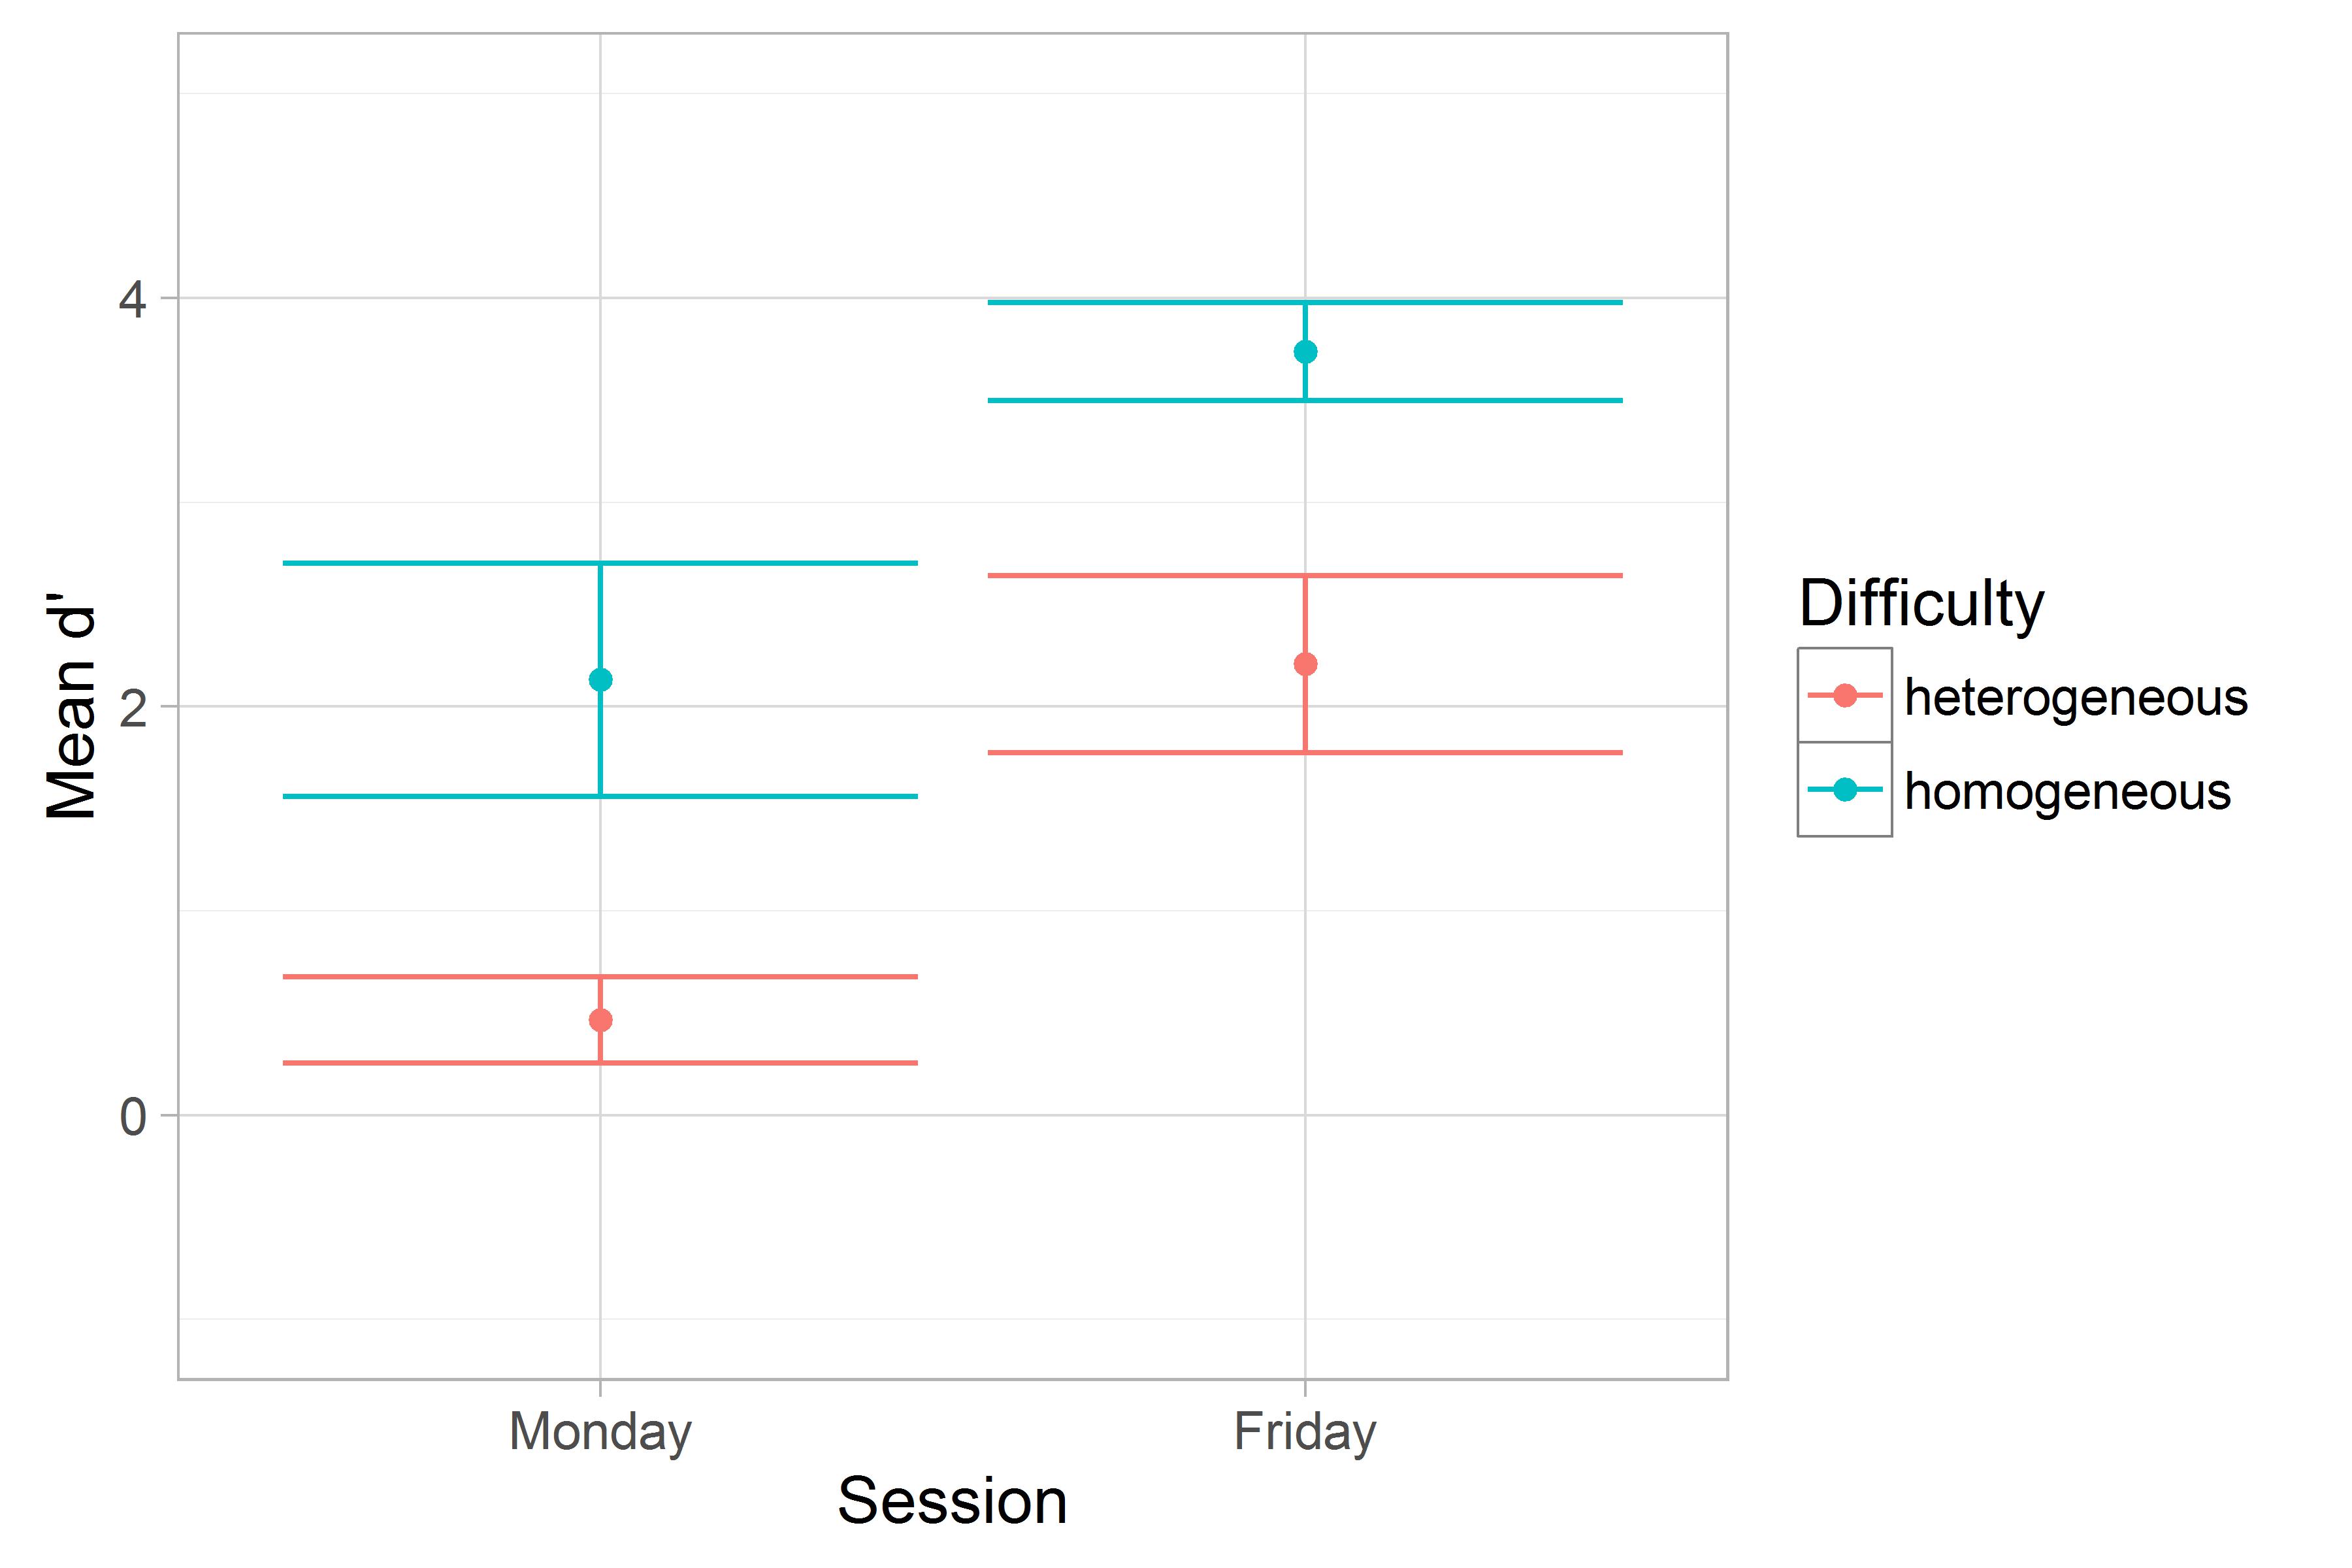 Mean d'
4
2
0
Monday
Friday
Session
Difficulty
heterogeneous
homogeneous